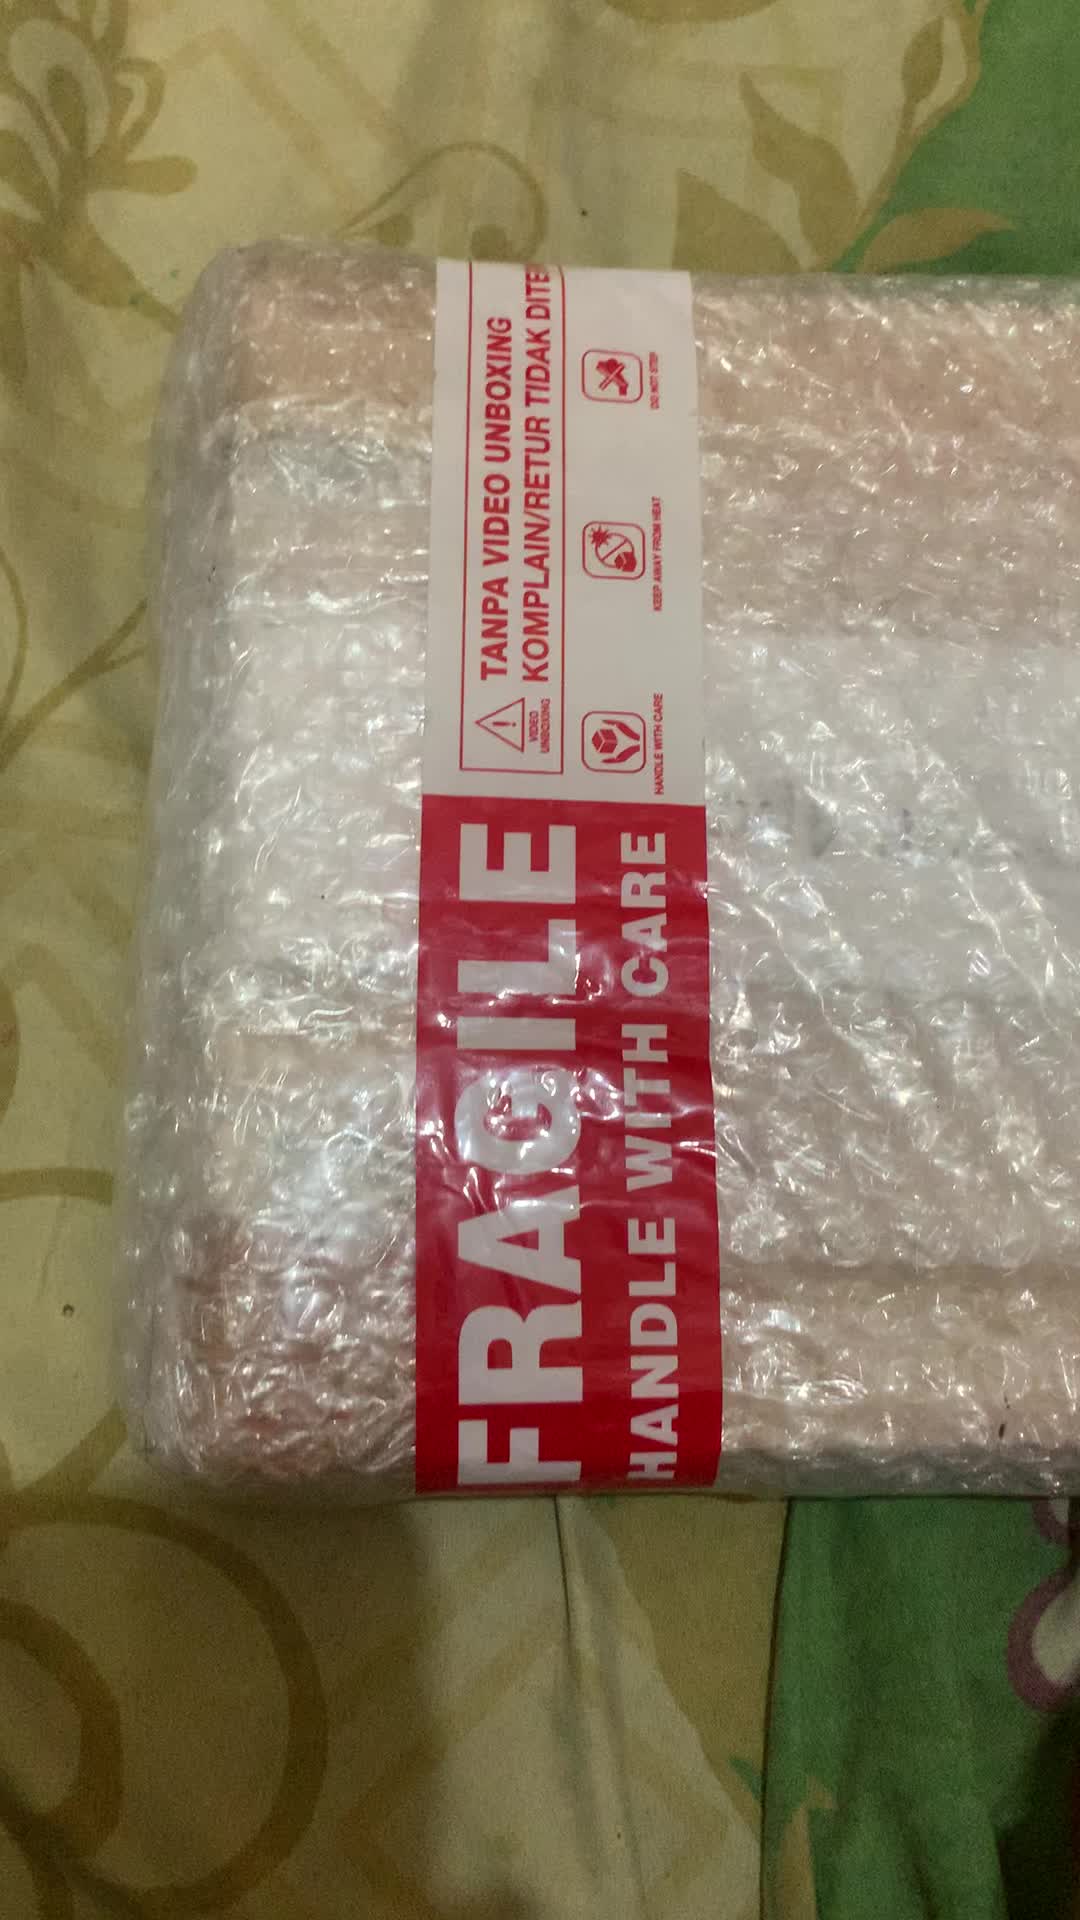 FRAGILE
HANDLE WITH CARE
VIDEO
UNBOXING
TANPA VIDEO UNBOXING
KOMPLAIN/RETUR TIDAK DITE
HANDLE WITH CARE
KEEP AWAY FROM HEAT
DO NOT STEP